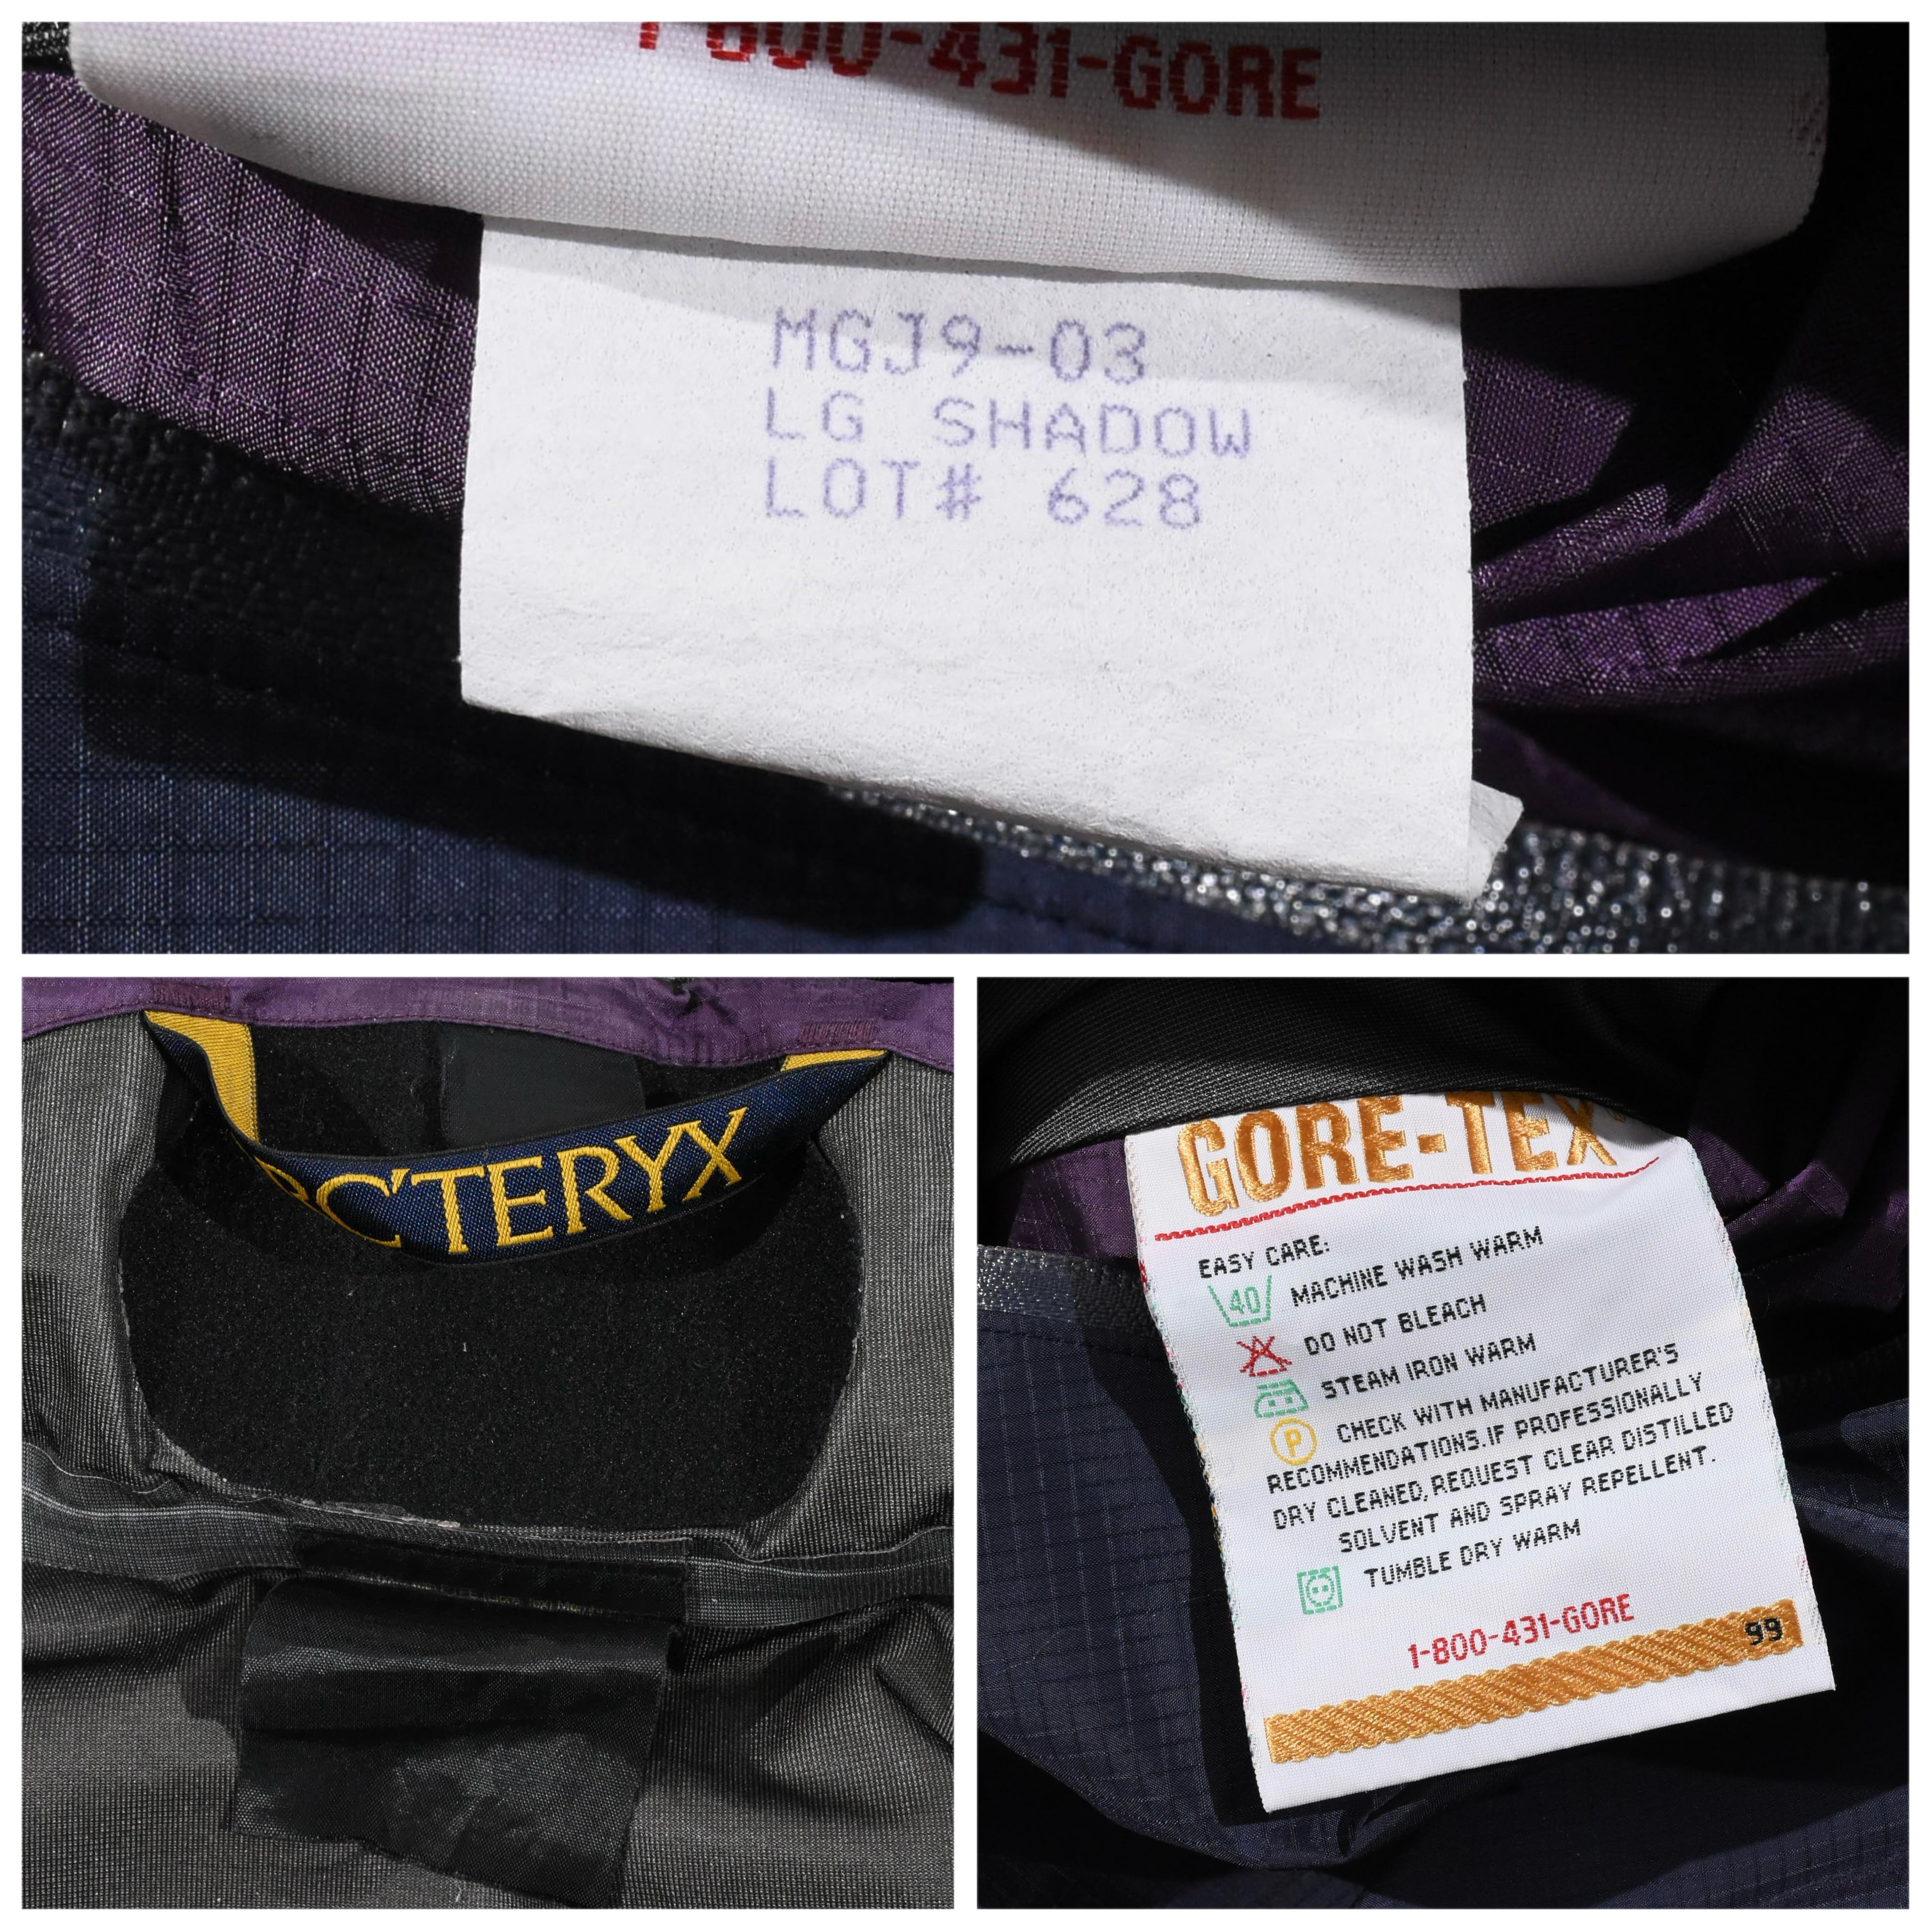 1-800-431-GORE
MGJ9-03
LG SHADOW
LOT# 628
RC'TERYX
GORE-TEX
EASY CARE:
40 MACHINE WASH WARM
DO NOT BLEACH
STEAM IRON WARM
P CHECK WITH MANUFACTURER'S
RECOMMENDATIONS.IF PROFESSIONALLY
DRY CLEANED, REQUEST CLEAR DISTILLED
SOLVENT AND SPRAY REPELLENT.
TUMBLE DRY WARM
1-800-431-GORE
99